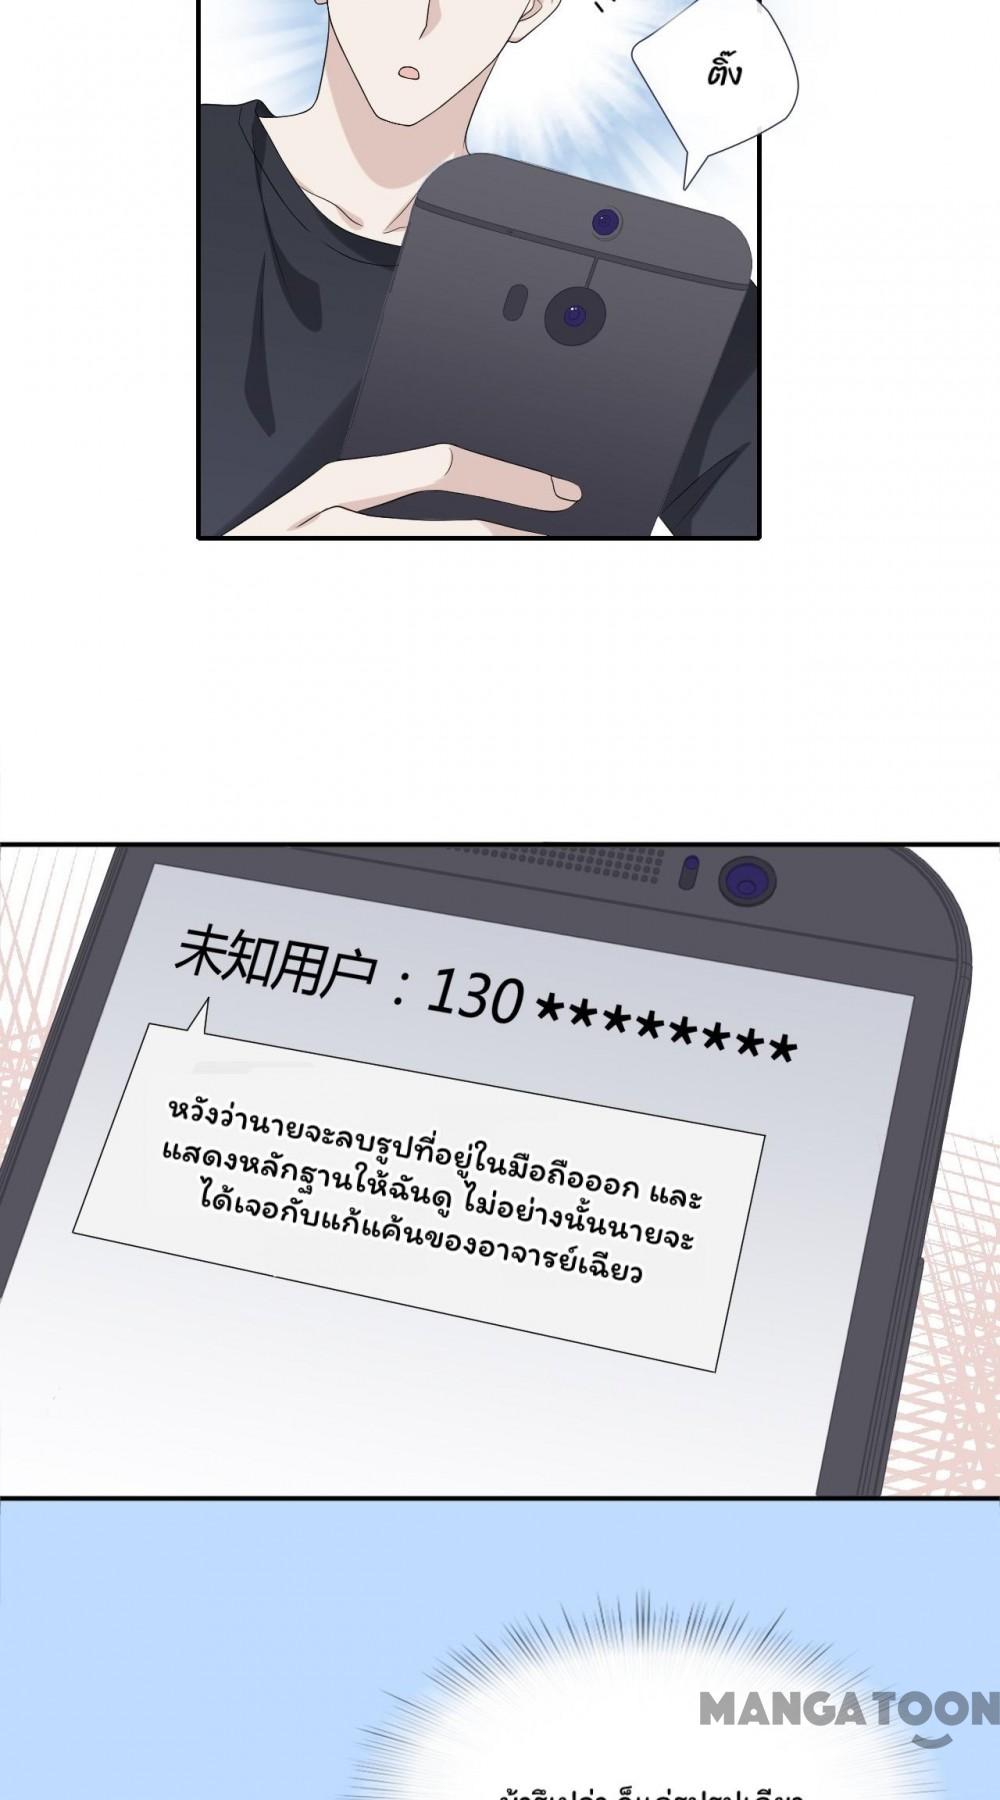 ติ๊ง
未知用户：130********
หวังว่านายจะลบรูปที่อยู่ในมือถือออก และ
แสดงหลักฐานให้ฉันดู ไม่อย่างนั้นนายจะ
ได้เจอกับแก้แค้นของอาจารย์เฉียว
MANGATOON